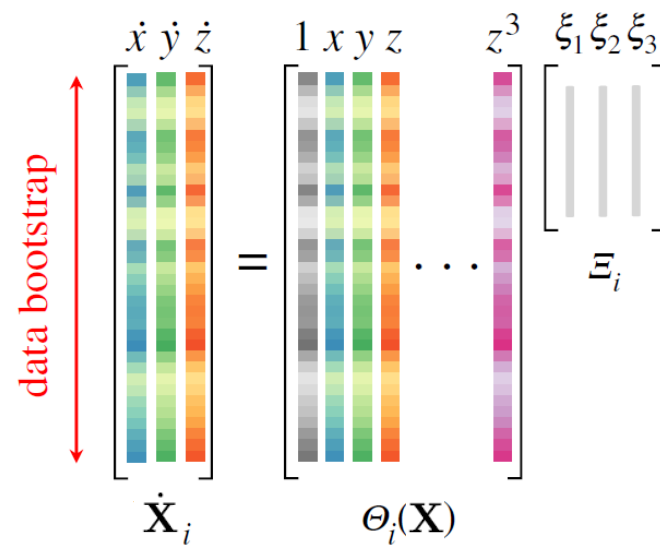 ẋ ẏ ż 1 x y z z³ ξ₁ ξ₂ ξ₃
data bootstrap
= · · ·
Ξᵢ
Ẋᵢ Θᵢ(X)